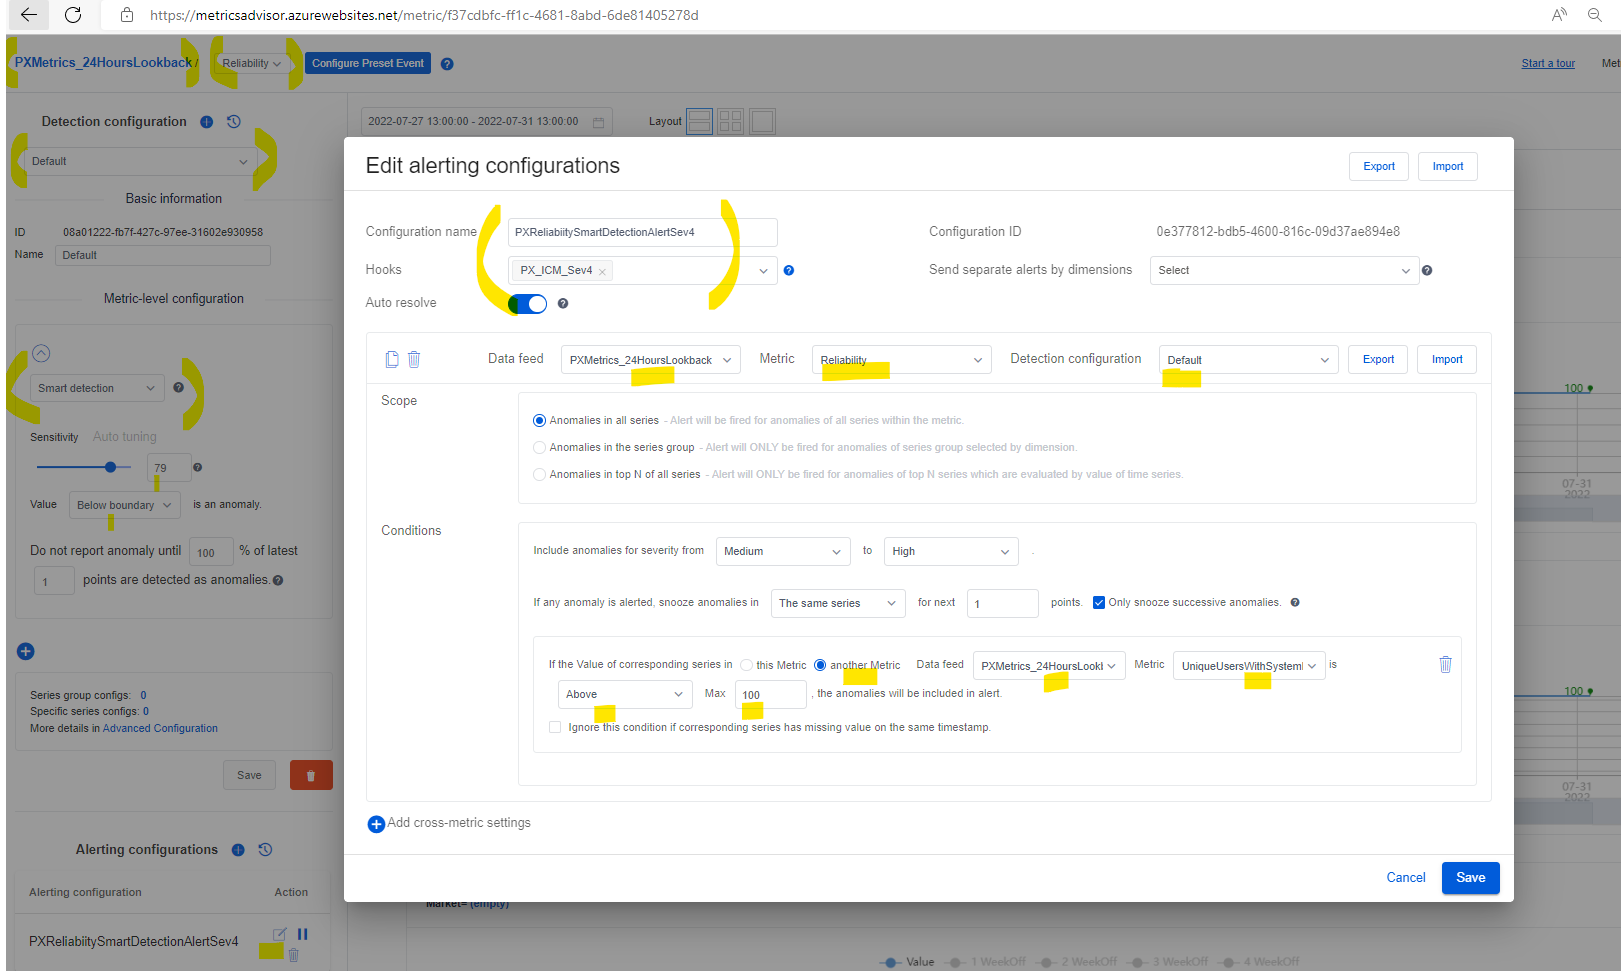 https://metricsadvisor.azurewebsites.net/metric/f37cdbfc-ff1c-4681-8abd-6de81405278d
PXMetrics_24HoursLookback / Reliability Configure Preset Event ? Start a tour Met
Detection configuration
2022-07-27 13:00:00 - 2022-07-31 13:00:00 Layout
Default
Basic information
ID 08a01222-fb7f-427c-97ee-31602e930958
Name Default
Metric-level configuration
Smart detection ?
Sensitivity Auto tuning
79 ?
Value Below boundary is an anomaly.
Do not report anomaly until 100 % of latest
1 points are detected as anomalies. ?
Series group configs: 0
Specific series configs: 0
More details in Advanced Configuration
Save
Alerting configurations
Alerting configuration Action
PXReliabiitySmartDetectionAlertSev4
Edit alerting configurations Export Import
Configuration name PXReliabiitySmartDetectionAlertSev4 Configuration ID 0e377812-bdb5-4600-816c-09d37ae894e8
Hooks PX_ICM_Sev4 × ? Send separate alerts by dimensions Select ?
Auto resolve ?
Data feed PXMetrics_24HoursLookback Metric Reliability Detection configuration Default Export Import
Scope
Anomalies in all series - Alert will be fired for anomalies of all series within the metric.
Anomalies in the series group - Alert will ONLY be fired for anomalies of series group selected by dimension.
Anomalies in top N of all series - Alert will ONLY be fired for anomalies of top N series which are evaluated by value of time series.
Conditions
Include anomalies for severity from Medium to High .
If any anomaly is alerted, snooze anomalies in The same series for next 1 points. Only snooze successive anomalies. ?
If the Value of corresponding series in this Metric another Metric Data feed PXMetrics_24HoursLookl Metric UniqueUsersWithSystem is
Above Max 100 , the anomalies will be included in alert.
Ignore this condition if corresponding series has missing value on the same timestamp.
Add cross-metric settings
Cancel Save
100
07-31
2022
100
07-31
2022
Market= (empty)
Value 1 WeekOff 2 WeekOff 3 WeekOff 4 WeekOff